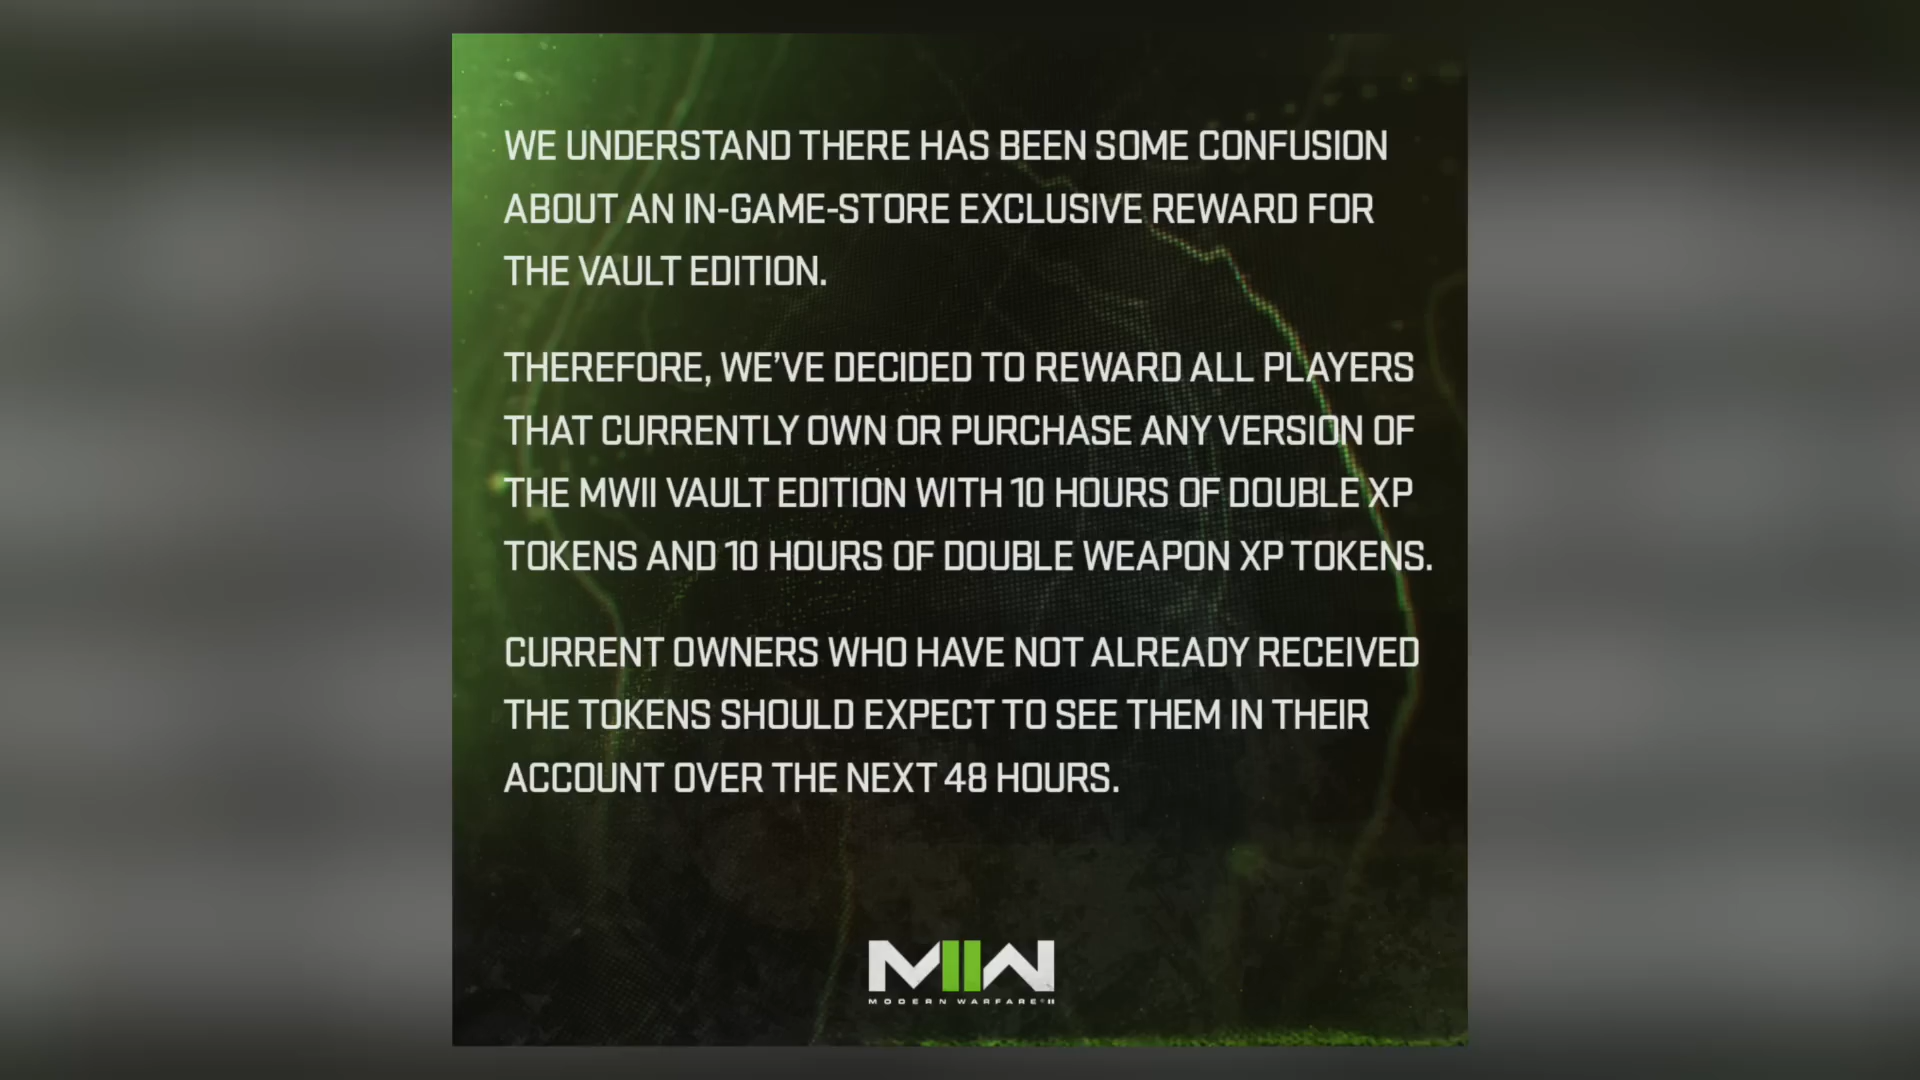 WE UNDERSTAND THERE HAS BEEN SOME CONFUSION
ABOUT AN IN-GAME-STORE EXCLUSIVE REWARD FOR
THE VAULT EDITION.
THEREFORE, WE'VE DECIDED TO REWARD ALL PLAYERS
THAT CURRENTLY OWN OR PURCHASE ANY VERSION OF
THE MWII VAULT EDITION WITH 10 HOURS OF DOUBLE XP
TOKENS AND 10 HOURS OF DOUBLE WEAPON XP TOKENS.
CURRENT OWNERS WHO HAVE NOT ALREADY RECEIVED
THE TOKENS SHOULD EXPECT TO SEE THEM IN THEIR
ACCOUNT OVER THE NEXT 48 HOURS.
MIIW
MODERN WARFARE® II